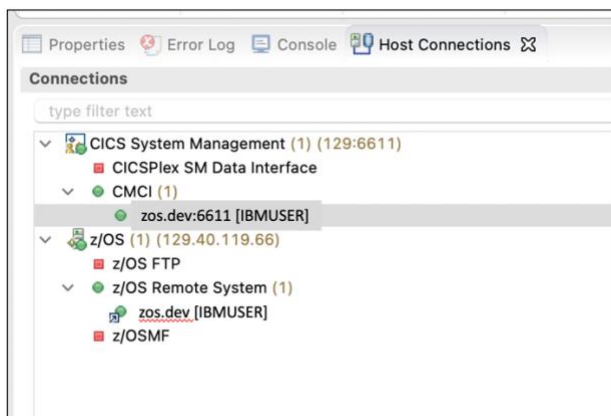 Properties Error Log Console Host Connections
Connections
type filter text
CICS System Management (1) (129:6611)
CICSPlex SM Data Interface
CMCI (1)
zos.dev:6611 [IBMUSER]
z/OS (1) (129.40.119.66)
z/OS FTP
z/OS Remote System (1)
zos.dev [IBMUSER]
z/OSMF